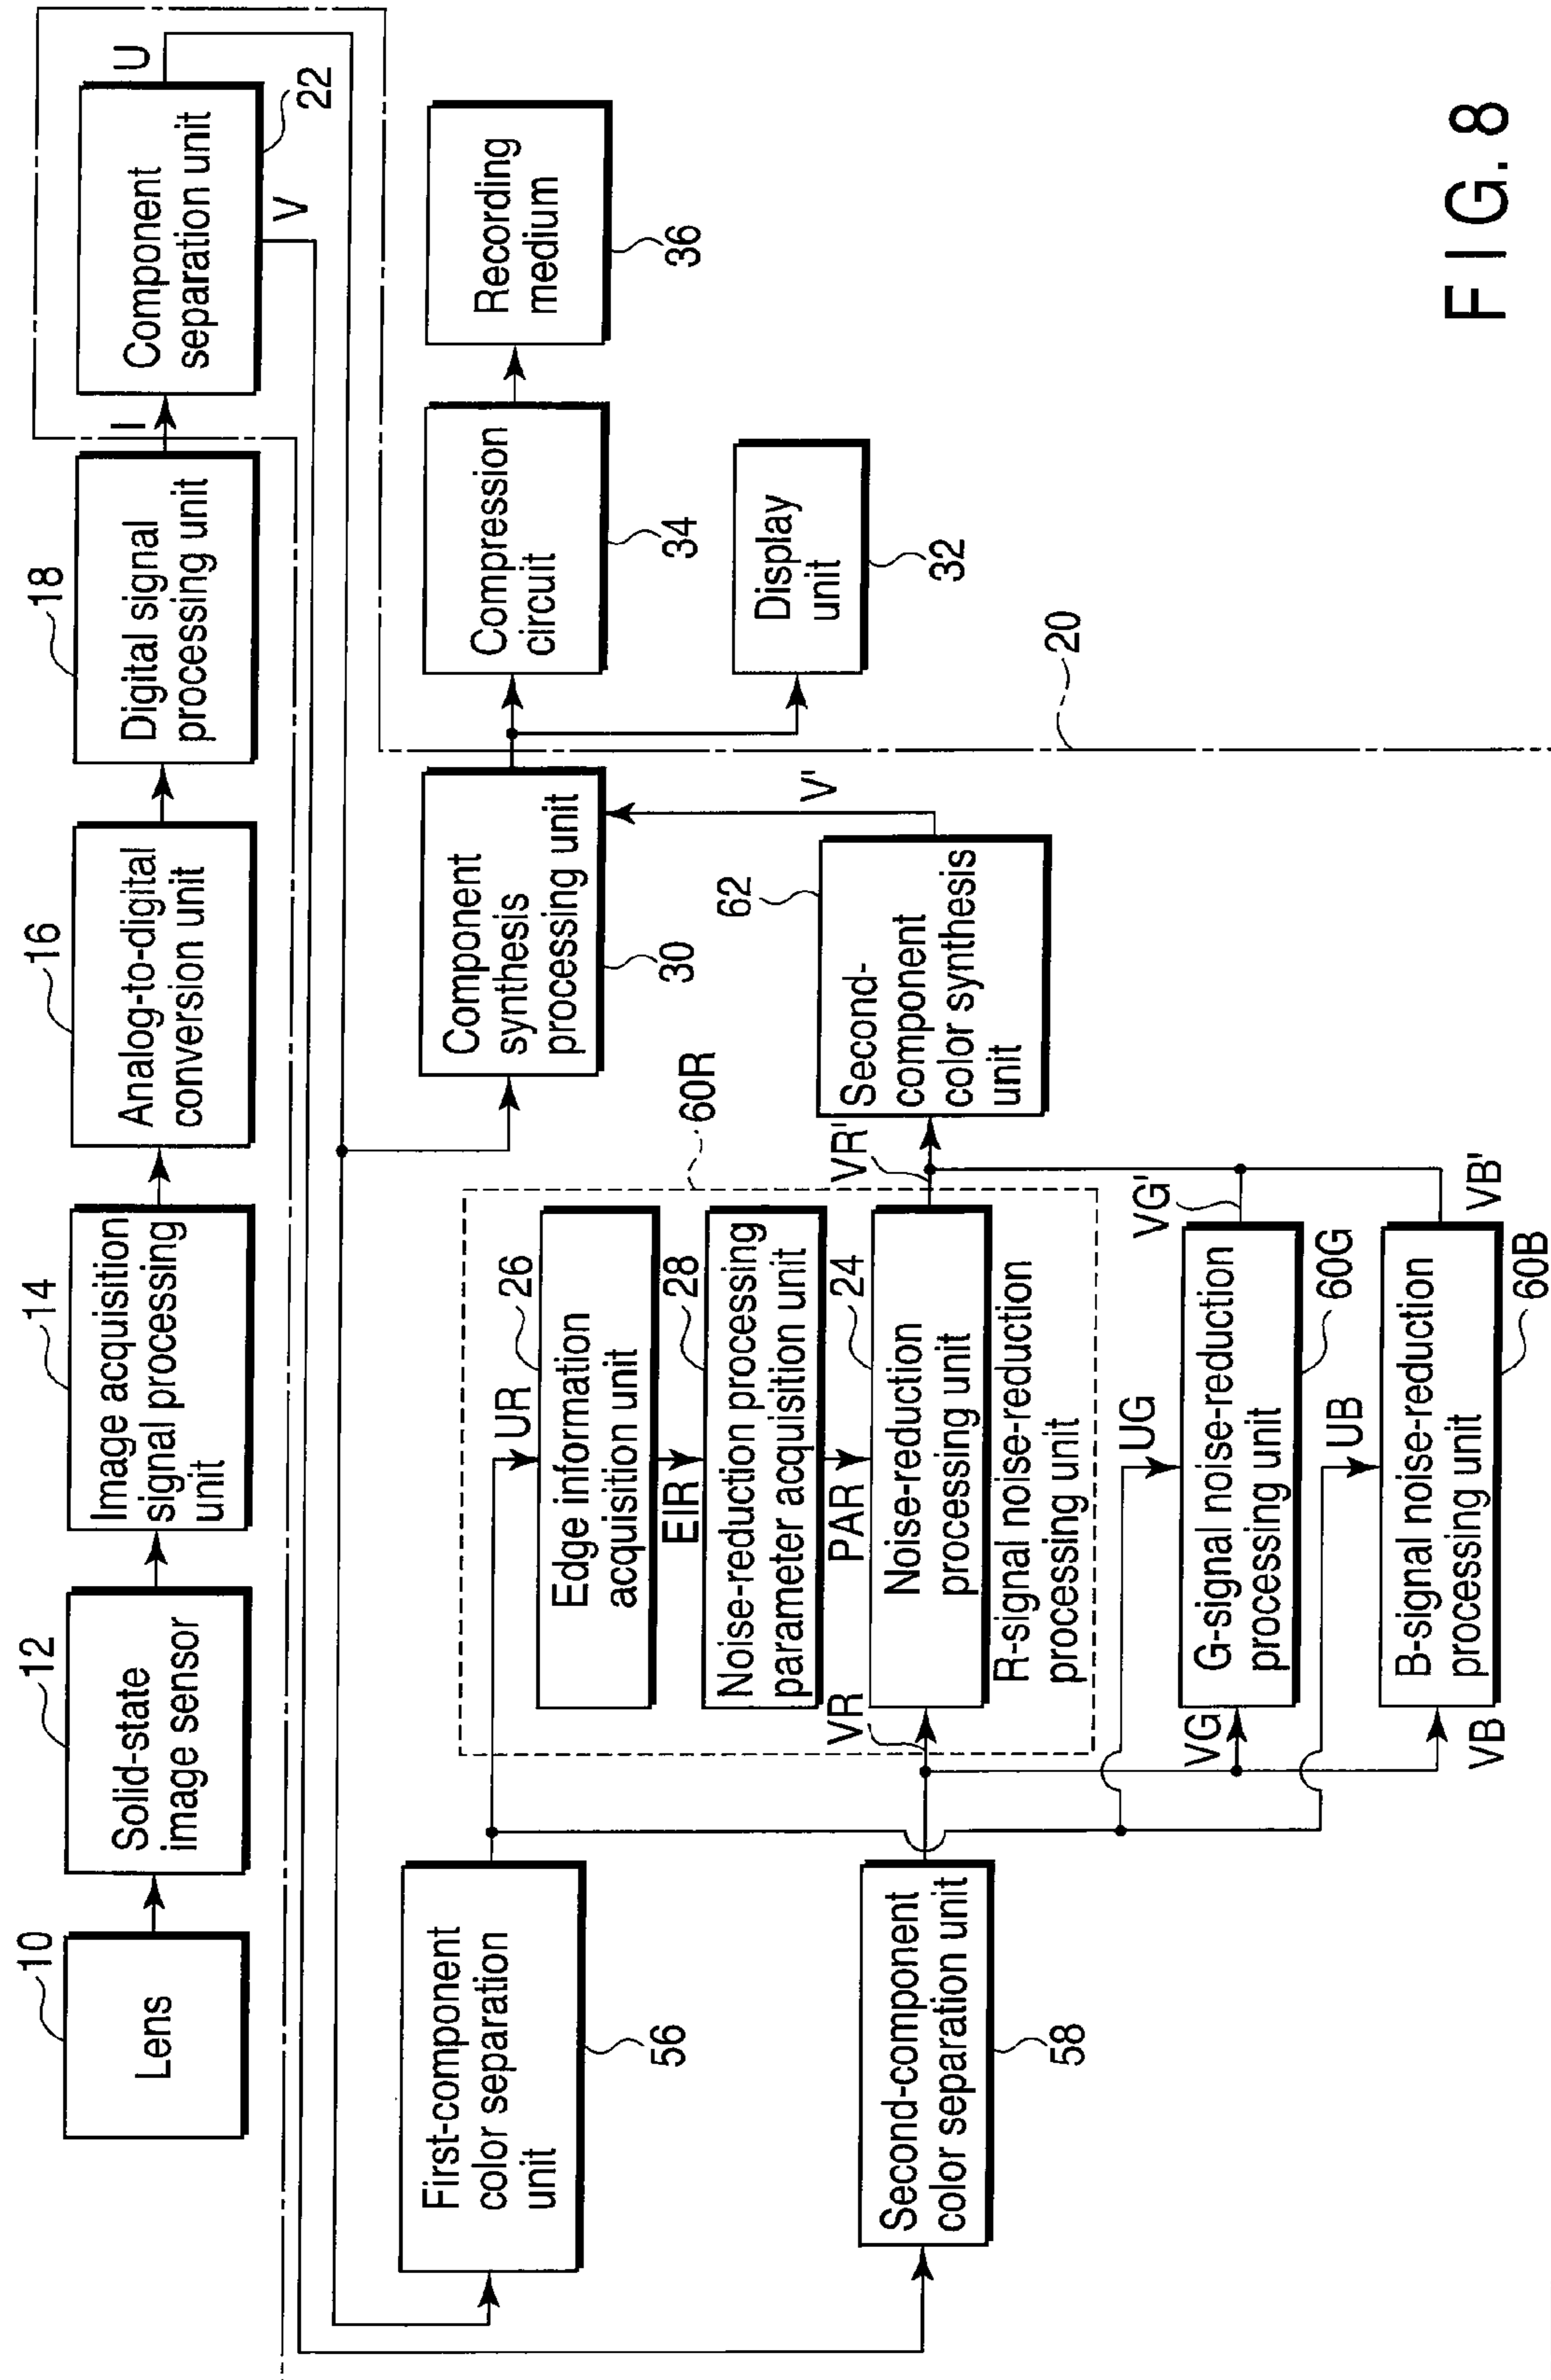 10
Lens
12
Solid-state
image sensor
14
Image acquisition
signal processing
unit
16
Analog-to-digital
conversion unit
18
Digital signal
processing unit
I
Component
separation unit
22
U
V
First-component
color separation
unit
56
Second-component
color separation unit
58
UR
26
Edge information
acquisition unit
EIR
28
Noise-reduction processing
parameter acquisition unit
PAR
24
VR
Noise-reduction
processing unit
R-signal noise-reduction
processing unit
60R
VR'
UG
VG
G-signal noise-reduction
processing unit
60G
VG'
UB
VB
B-signal noise-reduction
processing unit
60B
VB'
Component
synthesis
processing unit
30
62
Second-
component
color synthesis
unit
V'
Compression
circuit
34
Recording
medium
36
Display
unit
32
20
FIG. 8